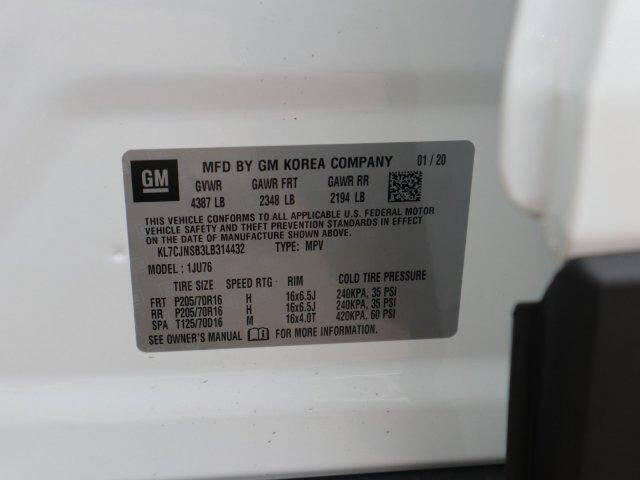 GM
MFD BY GM KOREA COMPANY 01 / 20
GVWR GAWR FRT GAWR RR
4387 LB 2348 LB 2194 LB
THIS VEHICLE CONFORMS TO ALL APPLICABLE U.S. FEDERAL MOTOR
VEHICLE SAFETY AND THEFT PREVENTION STANDARDS IN EFFECT
ON THE DATE OF MANUFACTURE SHOWN ABOVE.
KL7CJNSB3LB314432 TYPE: MPV
MODEL : 1JU76
TIRE SIZE SPEED RTG RIM COLD TIRE PRESSURE
FRT P205/70R16 H 16x6.5J 240KPA, 35 PSI
RR P205/70R16 H 16x6.5J 240KPA, 35 PSI
SPA T125/70D16 M 16x4.0T 420KPA, 60 PSI
SEE OWNER'S MANUAL i FOR MORE INFORMATION.